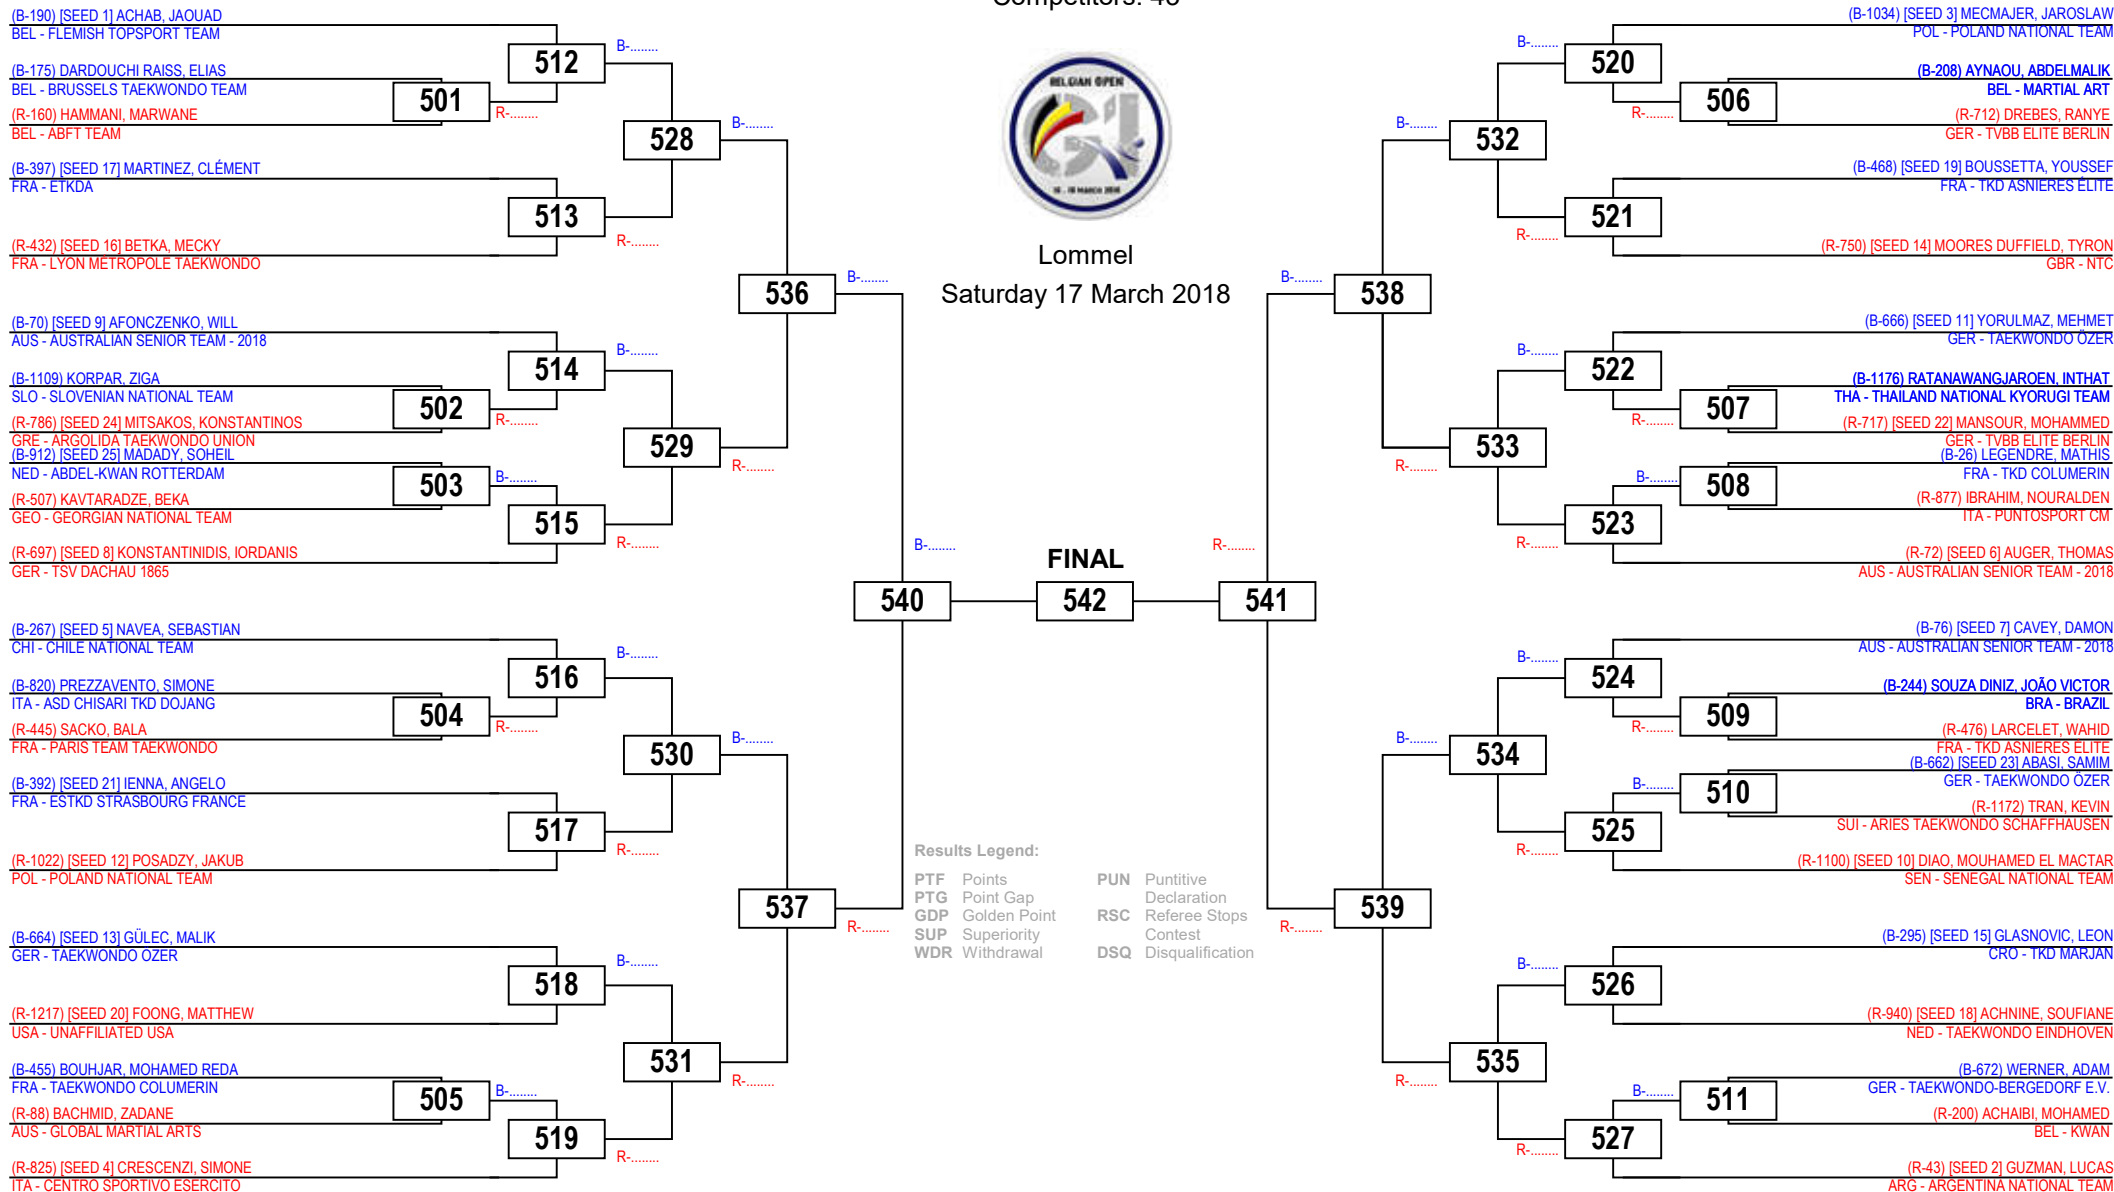 Competitors: 43
(B-190) [SEED 1] ACHAB, JAOUAD
BEL - FLEMISH TOPSPORT TEAM
512
B-........
(B-175) DARDOUCHI RAISS, ELIAS
BEL - BRUSSELS TAEKWONDO TEAM
501
R-........
(R-160) HAMMANI, MARWANE
BEL - ABFT TEAM
528
B-........
(B-397) [SEED 17] MARTINEZ, CLÉMENT
FRA - ETKDA
513
R-........
(R-432) [SEED 16] BETKA, MECKY
FRA - LYON MÉTROPOLE TAEKWONDO
536
B-........
(B-70) [SEED 9] AFONCZENKO, WILL
AUS - AUSTRALIAN SENIOR TEAM - 2018
514
B-........
(B-1109) KORPAR, ZIGA
SLO - SLOVENIAN NATIONAL TEAM
502
R-........
(R-786) [SEED 24] MITSAKOS, KONSTANTINOS
GRE - ARGOLIDA TAEKWONDO UNION
529
R-........
(B-912) [SEED 25] MADADY, SOHEIL
NED - ABDEL-KWAN ROTTERDAM
503
B-........
(R-507) KAVTARADZE, BEKA
GEO - GEORGIAN NATIONAL TEAM
515
R-........
(R-697) [SEED 8] KONSTANTINIDIS, IORDANIS
GER - TSV DACHAU 1865
B-........
540
(B-267) [SEED 5] NAVEA, SEBASTIAN
CHI - CHILE NATIONAL TEAM
516
B-........
(B-820) PREZZAVENTO, SIMONE
ITA - ASD CHISARI TKD DOJANG
504
R-........
(R-445) SACKO, BALA
FRA - PARIS TEAM TAEKWONDO
530
B-........
(B-392) [SEED 21] IENNA, ANGELO
FRA - ESTKD STRASBOURG FRANCE
517
R-........
(R-1022) [SEED 12] POSADZY, JAKUB
POL - POLAND NATIONAL TEAM
537
R-........
(B-664) [SEED 13] GÜLEC, MALIK
GER - TAEKWONDO ÖZER
518
B-........
(R-1217) [SEED 20] FOONG, MATTHEW
USA - UNAFFILIATED USA
531
R-........
(B-455) BOUHJAR, MOHAMED REDA
FRA - TAEKWONDO COLUMERIN
505
B-........
(R-88) BACHMID, ZADANE
AUS - GLOBAL MARTIAL ARTS
519
R-........
(R-825) [SEED 4] CRESCENZI, SIMONE
ITA - CENTRO SPORTIVO ESERCITO
BELGIAN OPEN
G1
16 - 18 MARCH 2018
Lommel
Saturday 17 March 2018
FINAL
542
Results Legend:
PTF Points
PTG Point Gap
GDP Golden Point
SUP Superiority
WDR Withdrawal
PUN Puntitive
Declaration
RSC Referee Stops
Contest
DSQ Disqualification
(B-1034) [SEED 3] MECMAJER, JAROSLAW
POL - POLAND NATIONAL TEAM
B-........
520
(B-208) AYNAOU, ABDELMALIK
BEL - MARTIAL ART
R-........
506
(R-712) DREBES, RANYE
GER - TVBB ELITE BERLIN
B-........
532
(B-468) [SEED 19] BOUSSETTA, YOUSSEF
FRA - TKD ASNIERES ÉLITE
R-........
521
(R-750) [SEED 14] MOORES DUFFIELD, TYRON
GBR - NTC
B-........
538
(B-666) [SEED 11] YORULMAZ, MEHMET
GER - TAEKWONDO ÖZER
B-........
522
(B-1176) RATANAWANGJAROEN, INTHAT
THA - THAILAND NATIONAL KYORUGI TEAM
R-........
507
(R-717) [SEED 22] MANSOUR, MOHAMMED
GER - TVBB ELITE BERLIN
R-........
533
(B-26) LEGENDRE, MATHIS
FRA - TKD COLUMERIN
B-........
508
(R-877) IBRAHIM, NOURALDEN
ITA - PUNTOSPORT CM
R-........
523
(R-72) [SEED 6] AUGER, THOMAS
AUS - AUSTRALIAN SENIOR TEAM - 2018
R-........
541
(B-76) [SEED 7] CAVEY, DAMON
AUS - AUSTRALIAN SENIOR TEAM - 2018
B-........
524
(B-244) SOUZA DINIZ, JOÃO VICTOR
BRA - BRAZIL
R-........
509
(R-476) LARCELET, WAHID
FRA - TKD ASNIERES ÉLITE
B-........
534
(B-662) [SEED 23] ABASI, SAMIM
GER - TAEKWONDO ÖZER
B-........
510
(R-1172) TRAN, KEVIN
SUI - ARIES TAEKWONDO SCHAFFHAUSEN
R-........
525
(R-1100) [SEED 10] DIAO, MOUHAMED EL MACTAR
SEN - SENEGAL NATIONAL TEAM
R-........
539
(B-295) [SEED 15] GLASNOVIC, LEON
CRO - TKD MARJAN
B-........
526
(R-940) [SEED 18] ACHNINE, SOUFIANE
NED - TAEKWONDO EINDHOVEN
R-........
535
(B-672) WERNER, ADAM
GER - TAEKWONDO-BERGEDORF E.V.
B-........
511
(R-200) ACHAIBI, MOHAMED
BEL - KWAN
R-........
527
(R-43) [SEED 2] GUZMAN, LUCAS
ARG - ARGENTINA NATIONAL TEAM